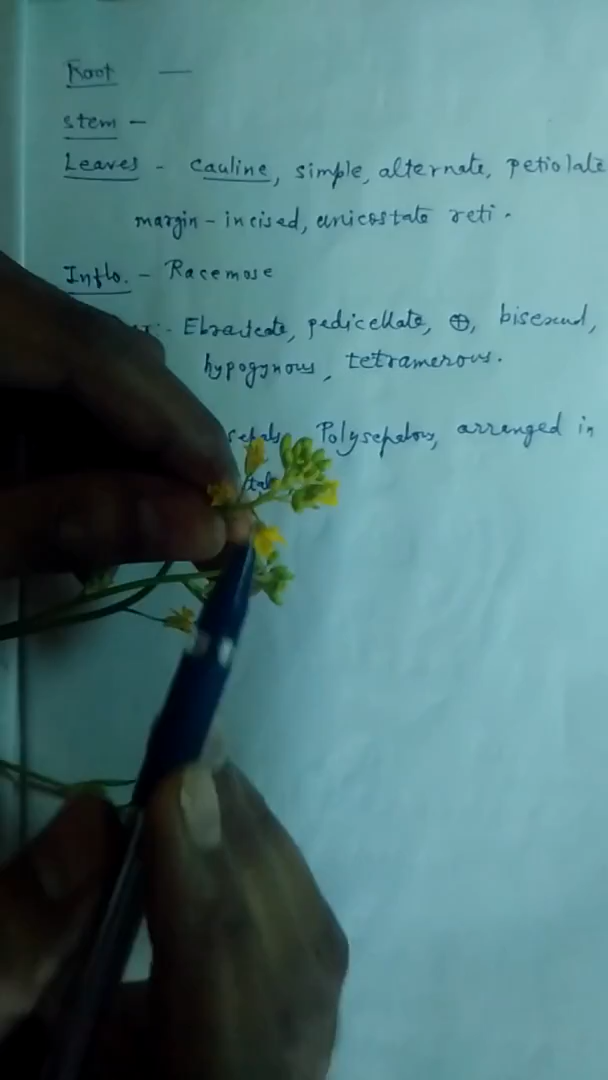 Root —
Stem -
Leaves - Cauline, simple, alternate, petiolate
margin - incised, unicostate reti.
Inflo. - Racemose
Ebracteate, pedicellate, ⊕, bisexual,
hypogynous, tetramerous.
sepals Polysepalous, arranged in